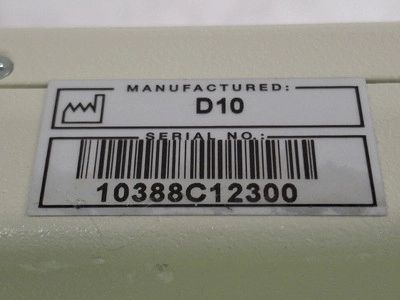 MANUFACTURED:
D10
SERIAL NO.:
10388C12300